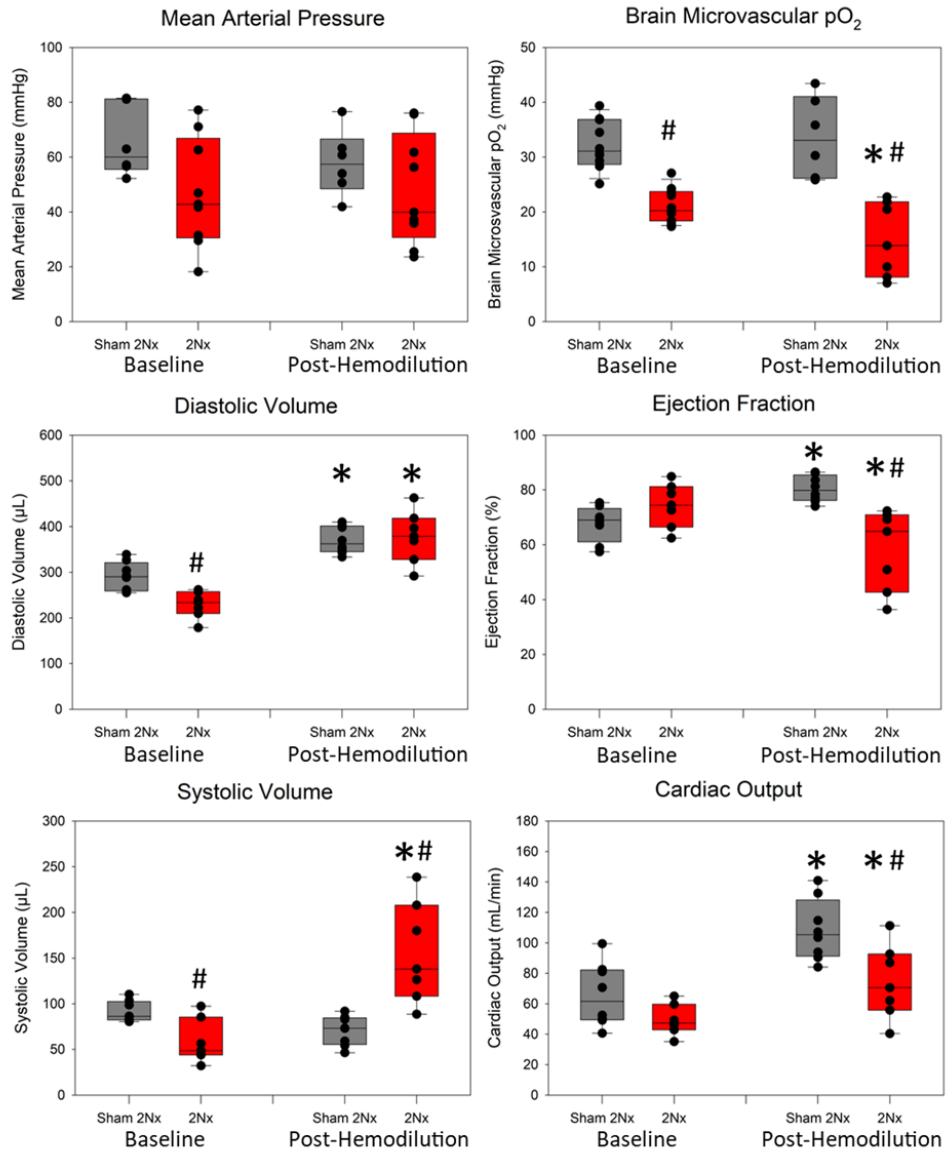 Mean Arterial Pressure
Mean Arterial Pressure (mmHg)
100
80
60
40
20
0
Sham 2Nx 2Nx Sham 2Nx 2Nx
Baseline Post-Hemodilution
Brain Microvascular pO2
Brain Microsvascular pO2 (mmHg)
50
40
30
20
10
0
#
* #
Sham 2Nx 2Nx Sham 2Nx 2Nx
Baseline Post-Hemodilution
Diastolic Volume
Diastolic Volume (µL)
600
500
400
300
200
100
0
#
* *
Sham 2Nx 2Nx Sham 2Nx 2Nx
Baseline Post-Hemodilution
Ejection Fraction
Ejection Fraction (%)
100
80
60
40
20
0
*
* #
Sham 2Nx 2Nx Sham 2Nx 2Nx
Baseline Post-Hemodilution
Systolic Volume
Systolic Volume (µL)
300
250
200
150
100
50
0
#
* #
Sham 2Nx 2Nx Sham 2Nx 2Nx
Baseline Post-Hemodilution
Cardiac Output
Cardiac Output (mL/min)
180
160
140
120
100
80
60
40
20
0
* * #
Sham 2Nx 2Nx Sham 2Nx 2Nx
Baseline Post-Hemodilution